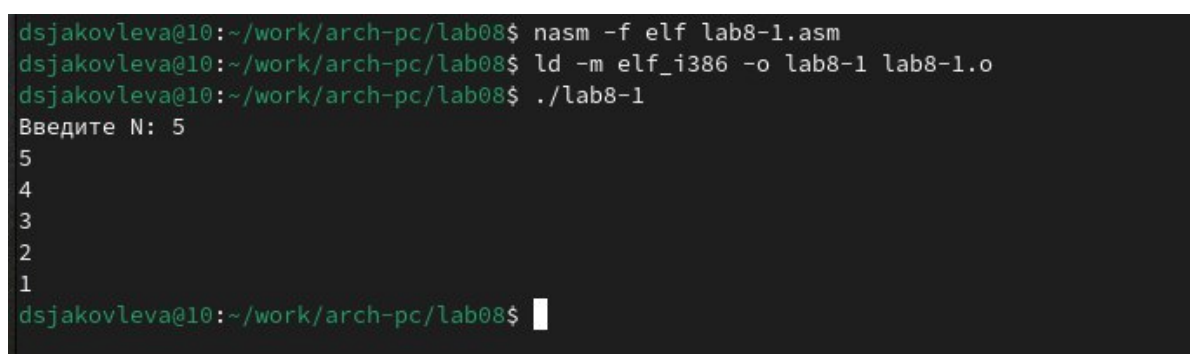 dsjakovleva@10:~/work/arch-pc/lab08$ nasm -f elf lab8-1.asm
dsjakovleva@10:~/work/arch-pc/lab08$ ld -m elf_i386 -o lab8-1 lab8-1.o
dsjakovleva@10:~/work/arch-pc/lab08$ ./lab8-1
Введите N: 5
5
4
3
2
1
dsjakovleva@10:~/work/arch-pc/lab08$